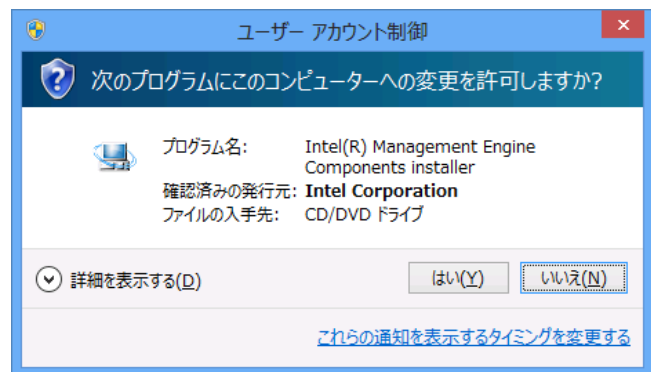 ユーザー アカウント制御
次のプログラムにこのコンピューターへの変更を許可しますか?
プログラム名: Intel(R) Management Engine
Components installer
確認済みの発行元: Intel Corporation
ファイルの入手先: CD/DVD ドライブ
詳細を表示する(D) はい(Y) いいえ(N)
これらの通知を表示するタイミングを変更する